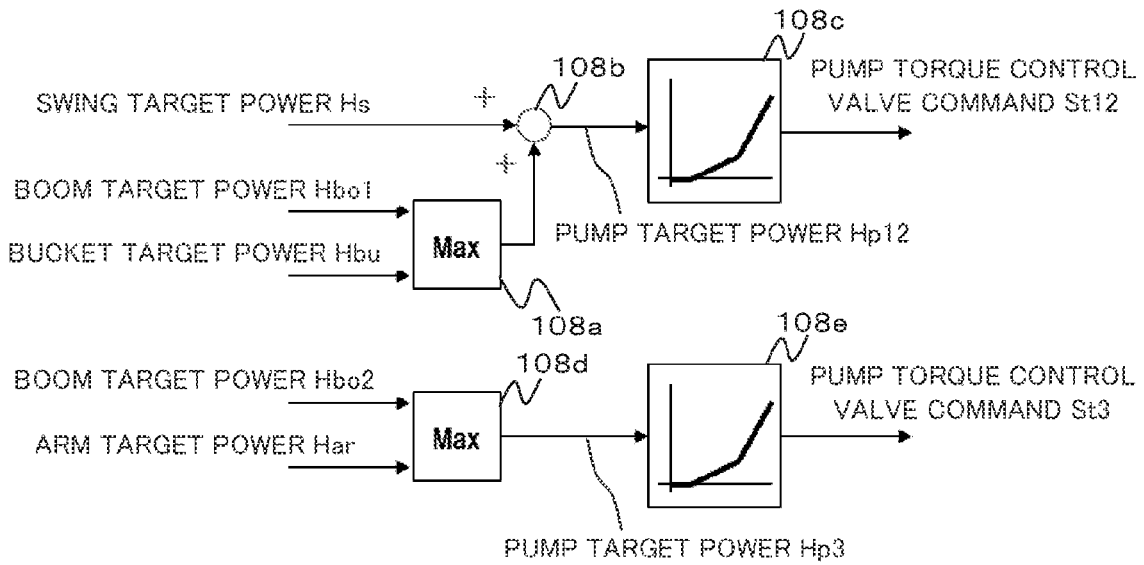 108c
108b
PUMP TORQUE CONTROL
VALVE COMMAND St12
SWING TARGET POWER Hs
+
+
BOOM TARGET POWER Hbo1
Max
PUMP TARGET POWER Hp12
BUCKET TARGET POWER Hbu
108a
108e
108d
BOOM TARGET POWER Hbo2
PUMP TORQUE CONTROL
VALVE COMMAND St3
Max
ARM TARGET POWER Har
PUMP TARGET POWER Hp3